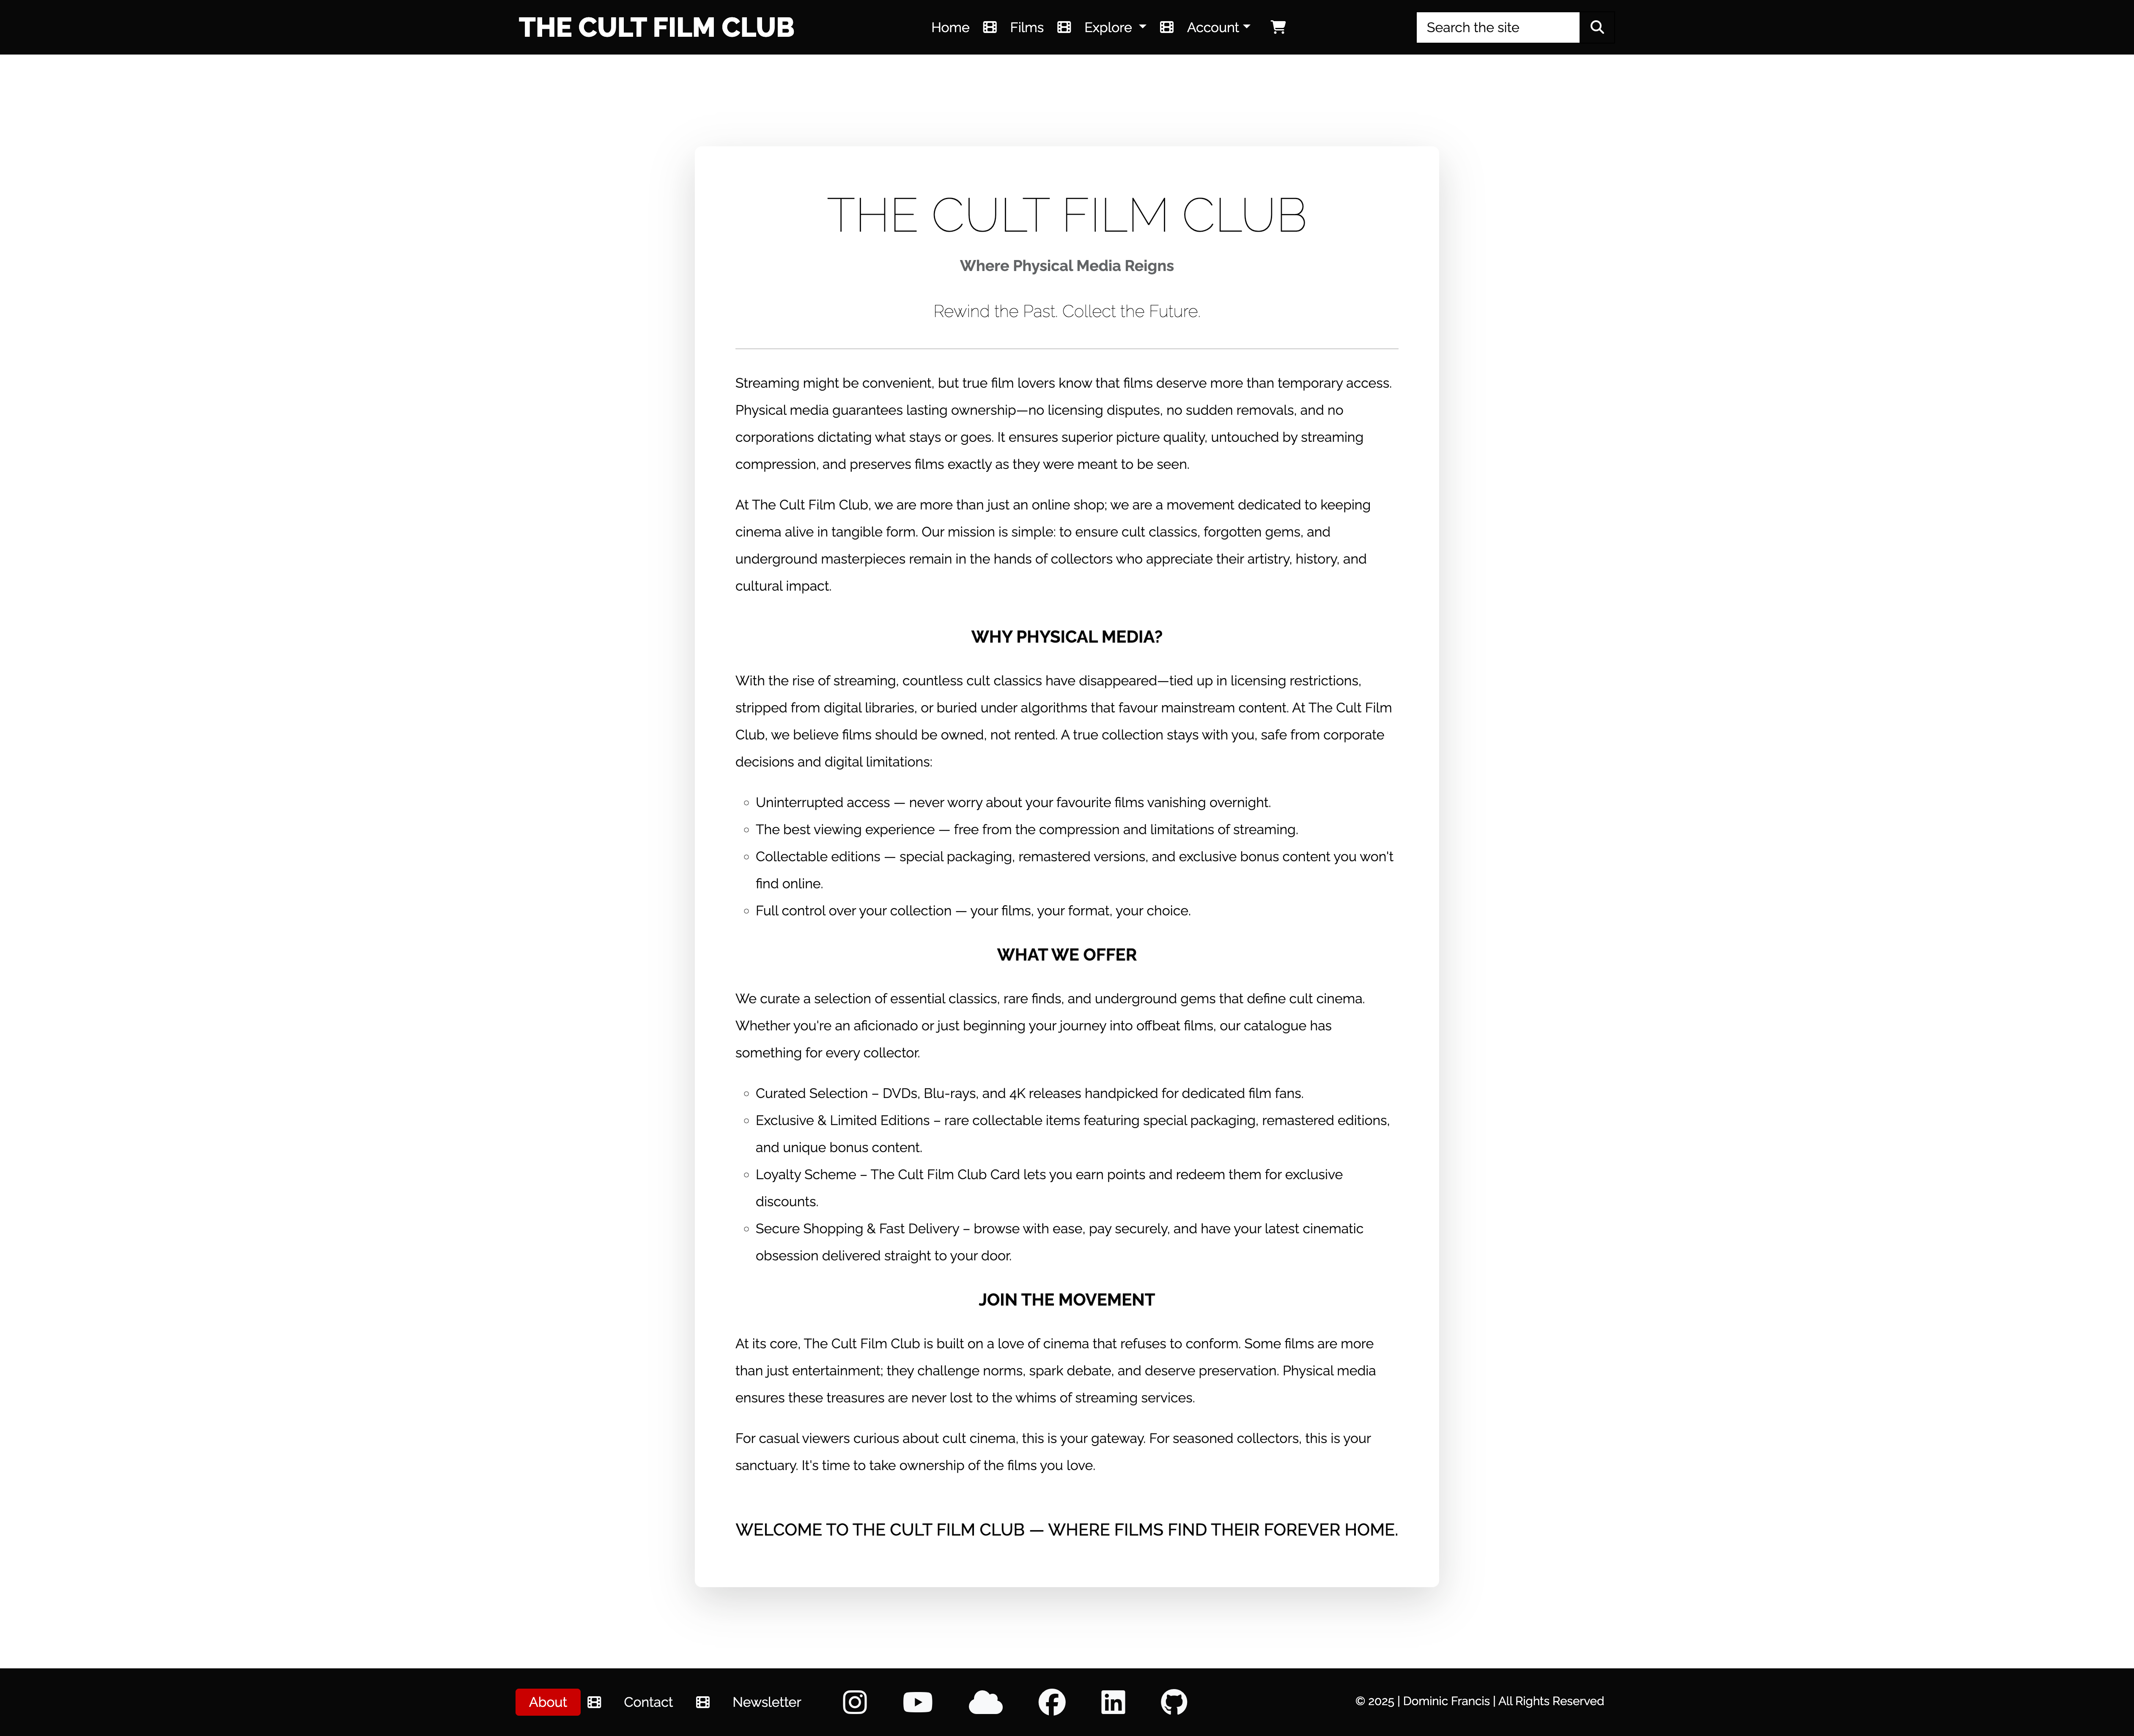 THE CULT FILM CLUB
Home Films Explore Account
Search the site
THE CULT FILM CLUB
Where Physical Media Reigns
Rewind the Past. Collect the Future.
Streaming might be convenient, but true film lovers know that films deserve more than temporary access.
Physical media guarantees lasting ownership—no licensing disputes, no sudden removals, and no
corporations dictating what stays or goes. It ensures superior picture quality, untouched by streaming
compression, and preserves films exactly as they were meant to be seen.
At The Cult Film Club, we are more than just an online shop; we are a movement dedicated to keeping
cinema alive in tangible form. Our mission is simple: to ensure cult classics, forgotten gems, and
underground masterpieces remain in the hands of collectors who appreciate their artistry, history, and
cultural impact.
WHY PHYSICAL MEDIA?
With the rise of streaming, countless cult classics have disappeared—tied up in licensing restrictions,
stripped from digital libraries, or buried under algorithms that favour mainstream content. At The Cult Film
Club, we believe films should be owned, not rented. A true collection stays with you, safe from corporate
decisions and digital limitations:
Uninterrupted access — never worry about your favourite films vanishing overnight.
The best viewing experience — free from the compression and limitations of streaming.
Collectable editions — special packaging, remastered versions, and exclusive bonus content you won't
find online.
Full control over your collection — your films, your format, your choice.
WHAT WE OFFER
We curate a selection of essential classics, rare finds, and underground gems that define cult cinema.
Whether you're an aficionado or just beginning your journey into offbeat films, our catalogue has
something for every collector.
Curated Selection – DVDs, Blu-rays, and 4K releases handpicked for dedicated film fans.
Exclusive & Limited Editions – rare collectable items featuring special packaging, remastered editions,
and unique bonus content.
Loyalty Scheme – The Cult Film Club Card lets you earn points and redeem them for exclusive
discounts.
Secure Shopping & Fast Delivery – browse with ease, pay securely, and have your latest cinematic
obsession delivered straight to your door.
JOIN THE MOVEMENT
At its core, The Cult Film Club is built on a love of cinema that refuses to conform. Some films are more
than just entertainment; they challenge norms, spark debate, and deserve preservation. Physical media
ensures these treasures are never lost to the whims of streaming services.
For casual viewers curious about cult cinema, this is your gateway. For seasoned collectors, this is your
sanctuary. It's time to take ownership of the films you love.
WELCOME TO THE CULT FILM CLUB — WHERE FILMS FIND THEIR FOREVER HOME.
About Contact Newsletter
© 2025 | Dominic Francis | All Rights Reserved